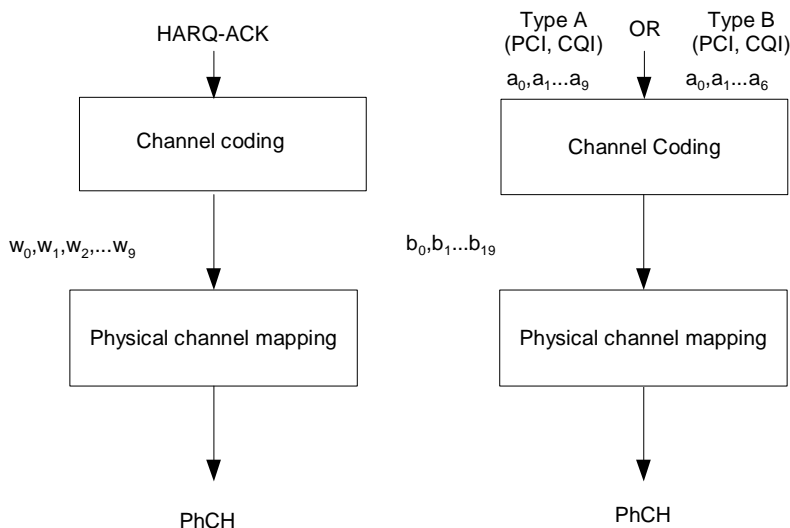 HARQ-ACK
Channel coding
w₀,w₁,w₂,...w₉
Physical channel mapping
PhCH
Type A
(PCI, CQI)
OR
Type B
(PCI, CQI)
a₀,a₁...a₉
a₀,a₁...a₆
Channel Coding
b₀,b₁...b₁₉
Physical channel mapping
PhCH